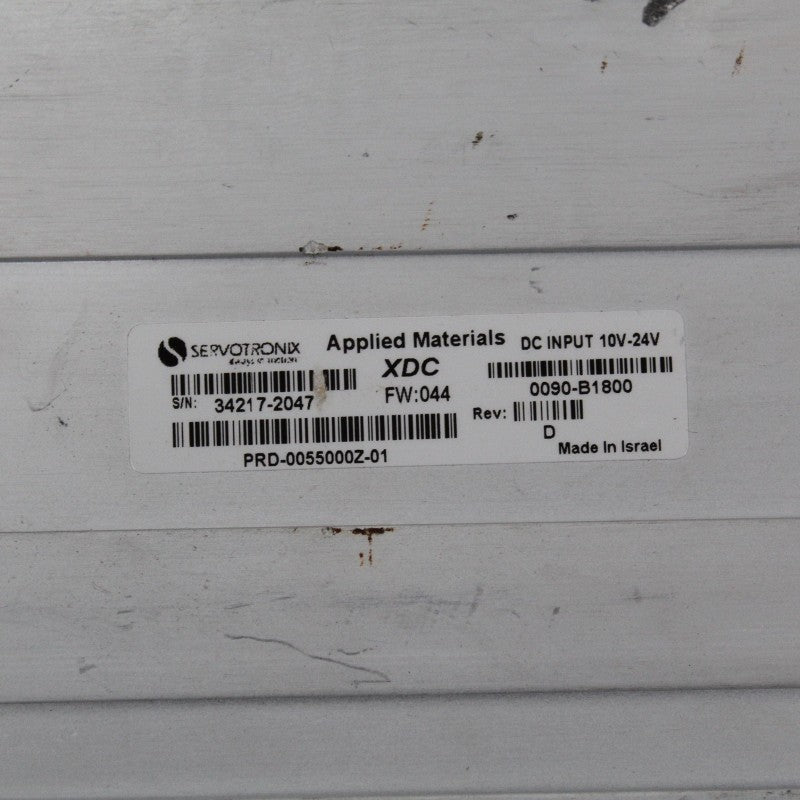 SERVOTRONIX
Applied Materials
DC INPUT 10V-24V
XDC
S/N: 34217-2047
FW:044
0090-B1800
Rev:
D
PRD-0055000Z-01
Made In Israel